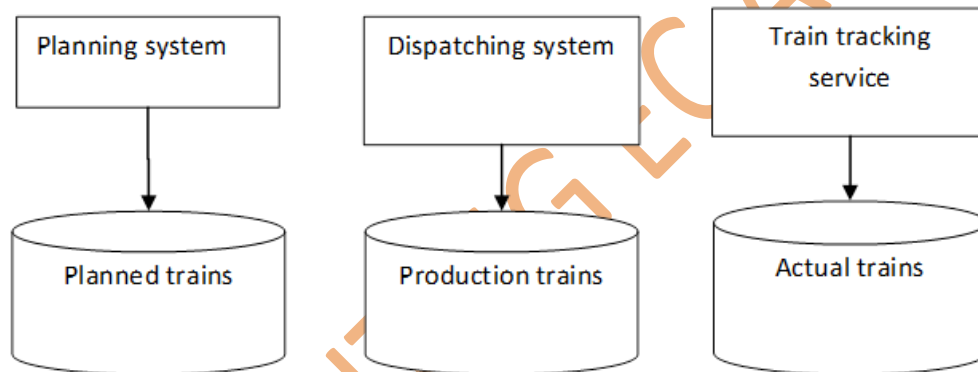 Planning system
Dispatching system
Train tracking
service
Planned trains
Production trains
Actual trains